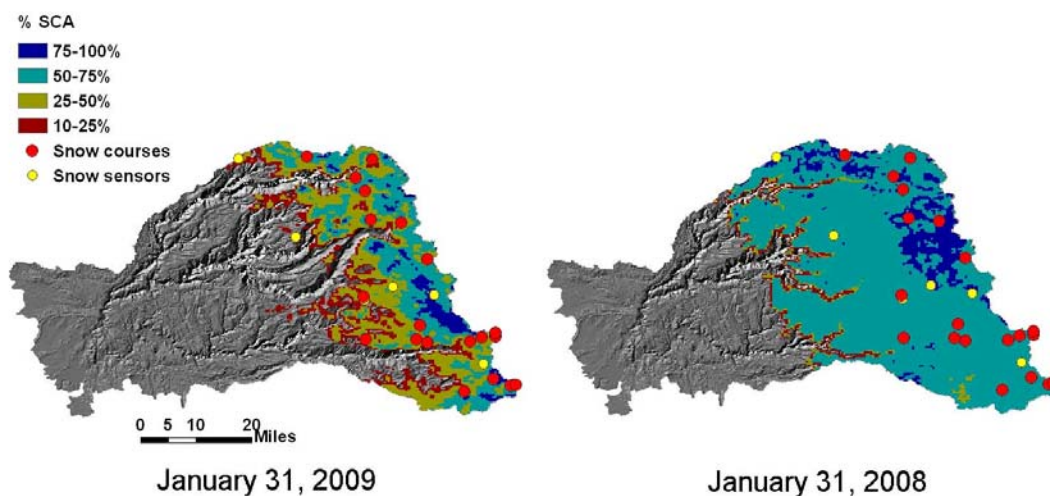 % SCA
75-100%
50-75%
25-50%
10-25%
Snow courses
Snow sensors
0 5 10 20
Miles
January 31, 2009
January 31, 2008